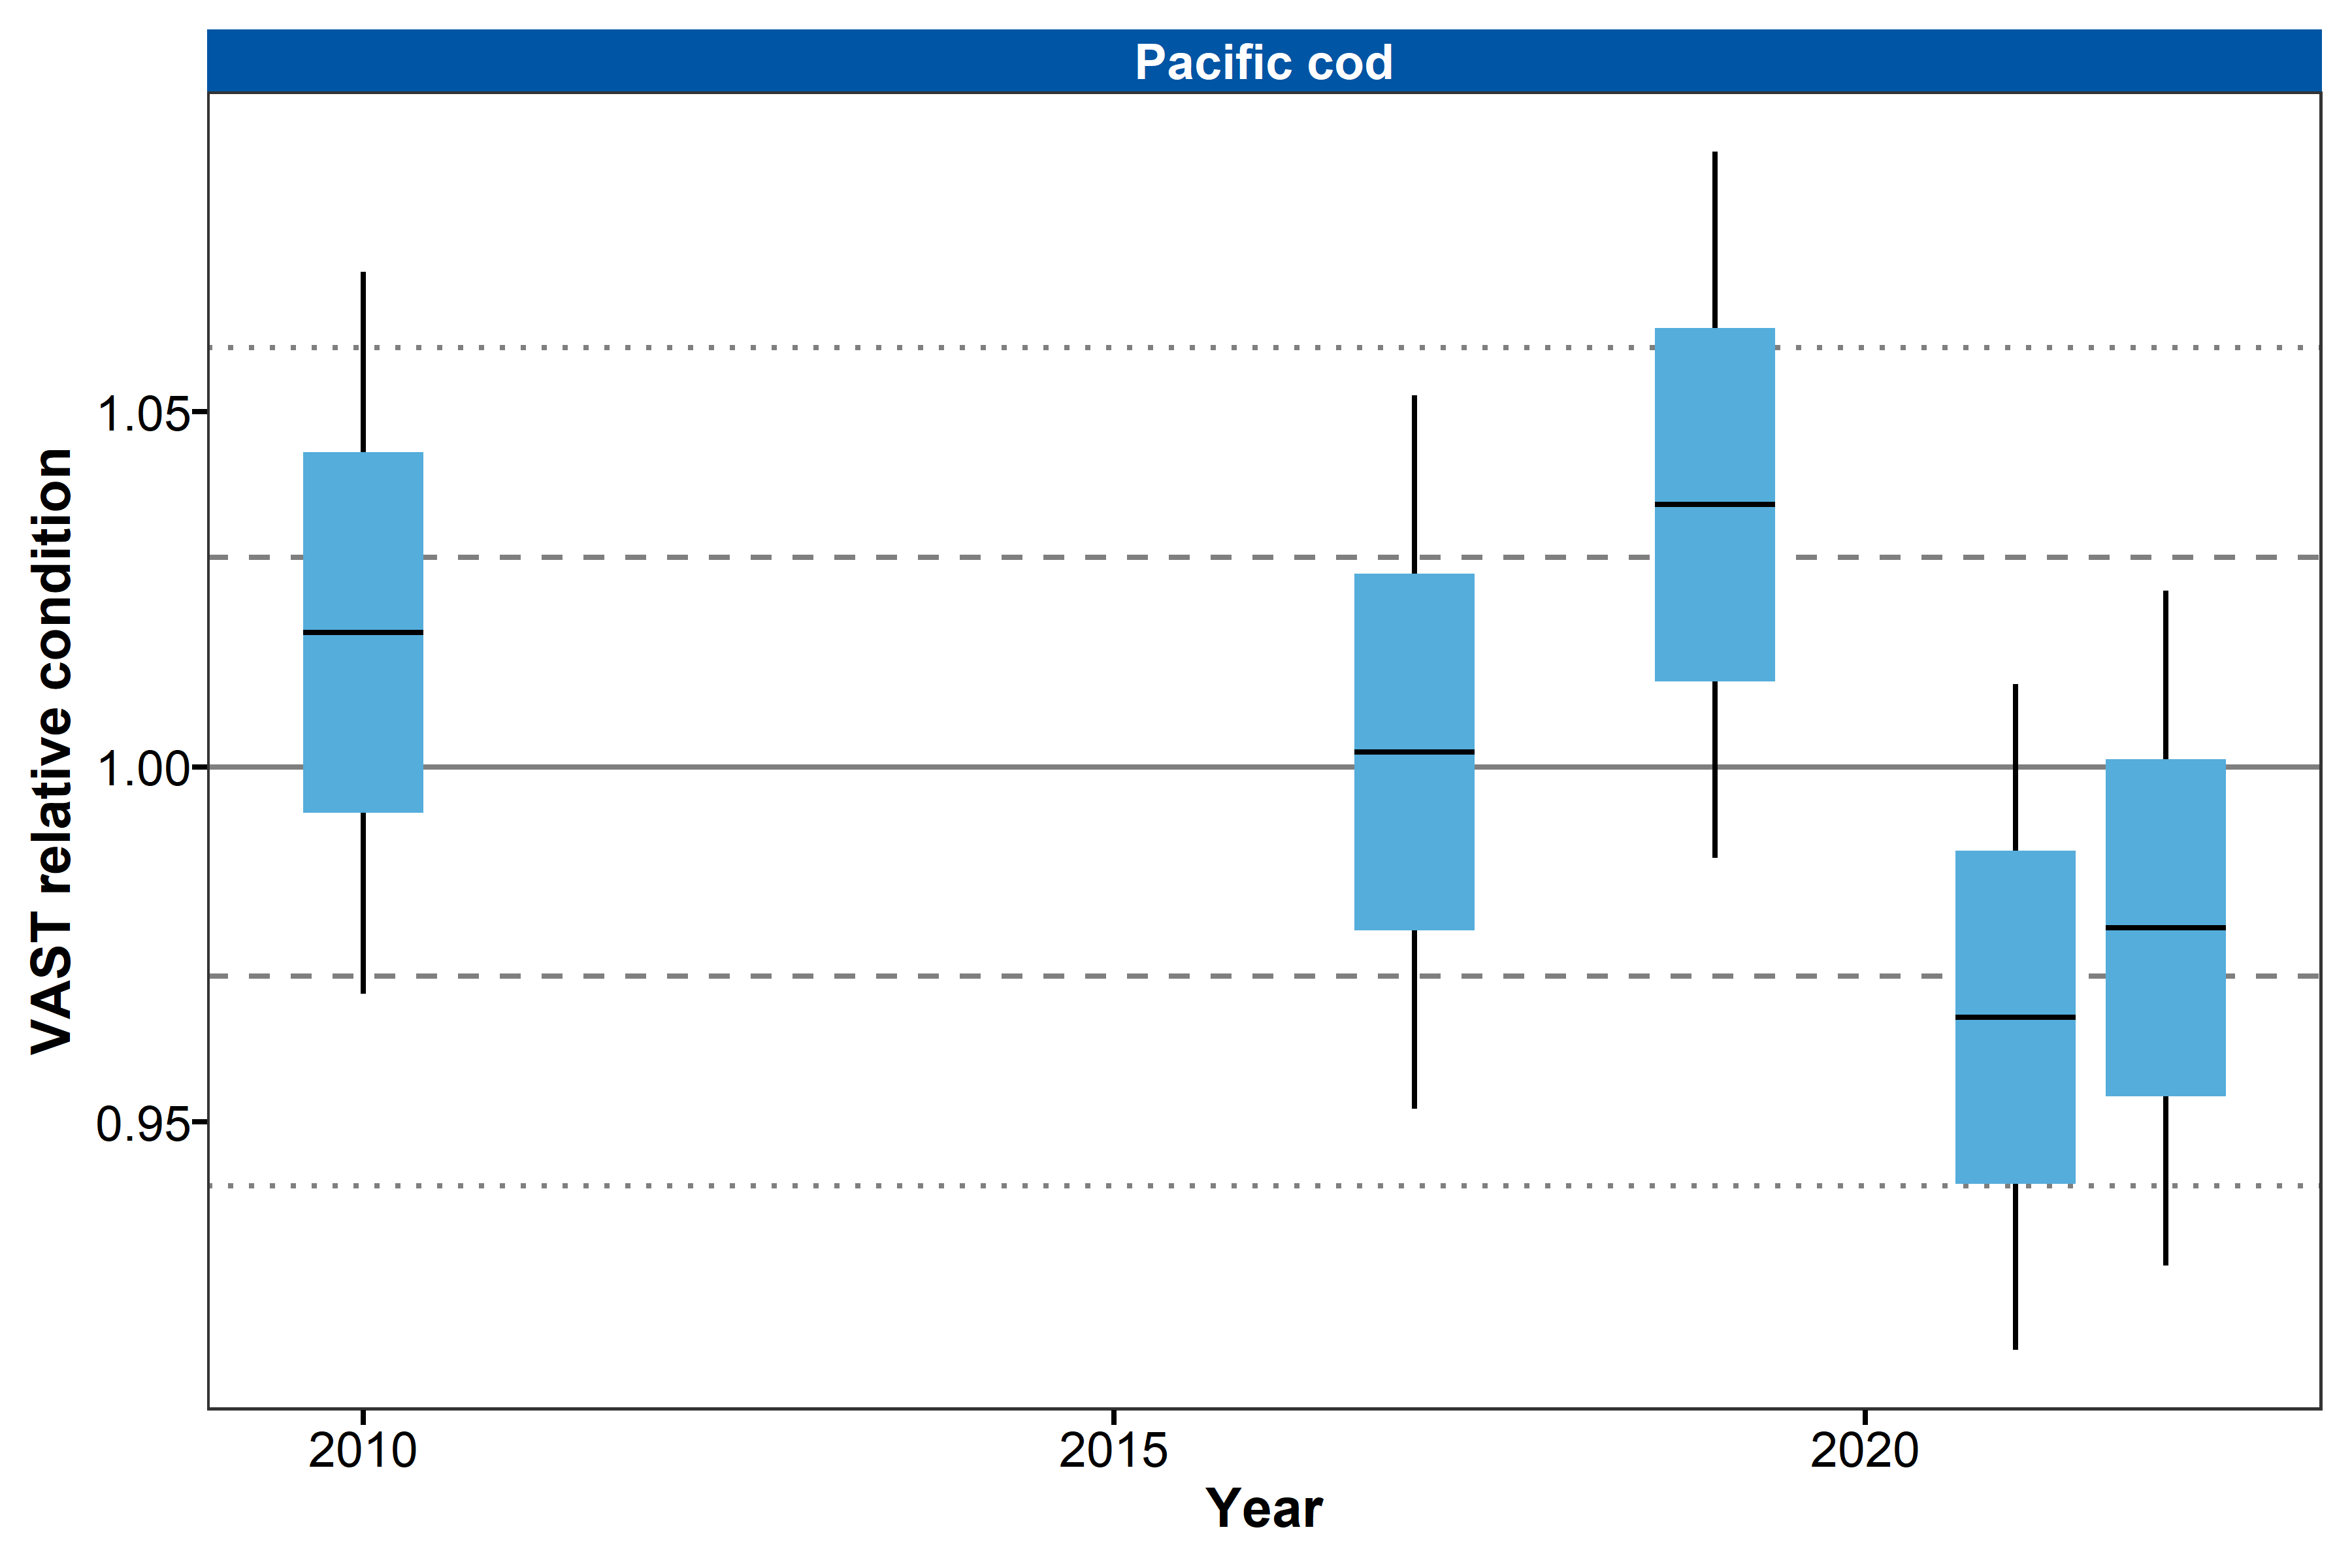 Pacific cod
VAST relative condition
1.05
1.00
0.95
2010 2015 2020
Year